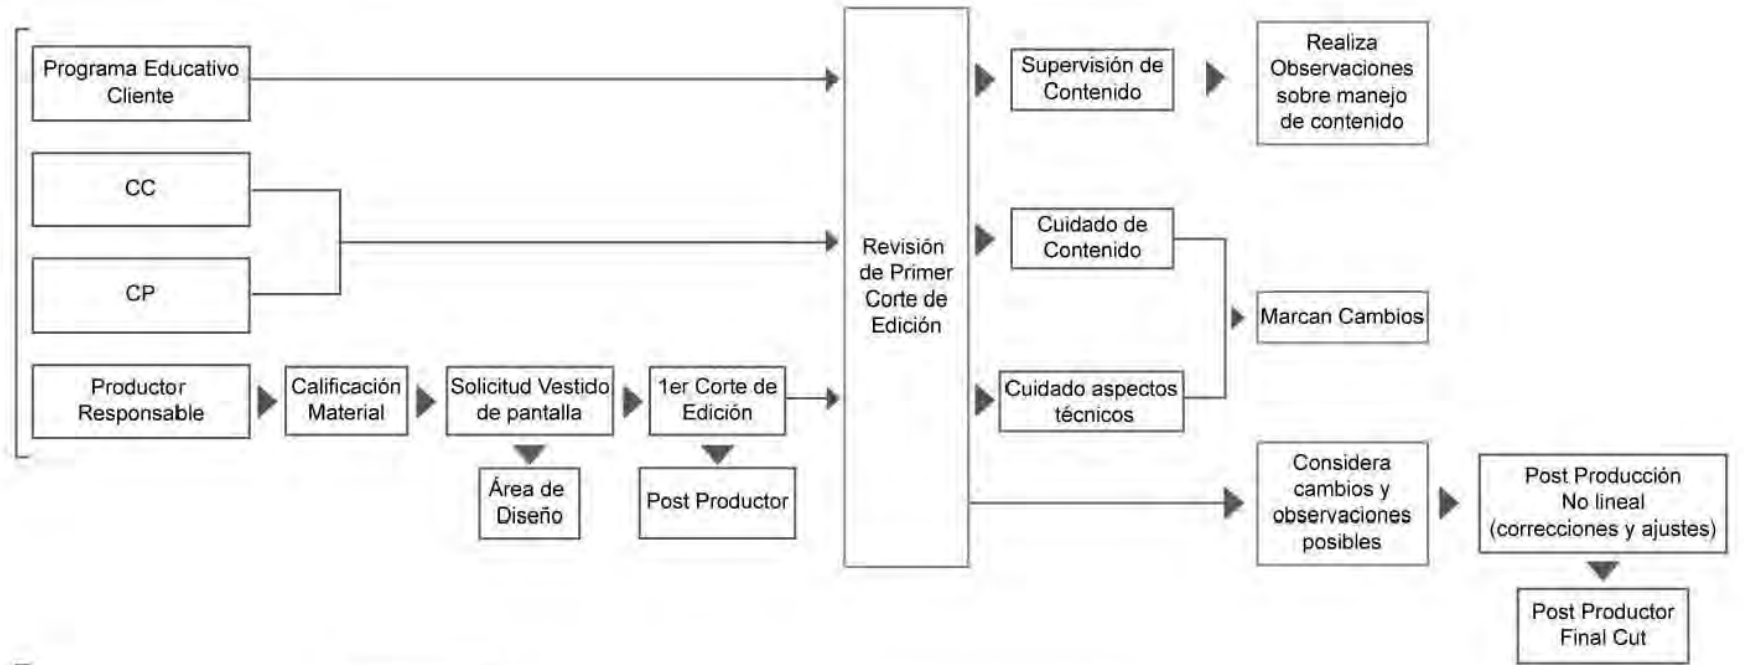 Programa Educativo
Cliente
CC
CP
Productor
Responsable
Calificación
Material
Solicitud Vestido
de pantalla
1er Corte de
Edición
Área de
Diseño
Post Productor
Revisión
de Primer
Corte de
Edición
Supervisión de
Contenido
Realiza
Observaciones
sobre manejo
de contenido
Cuidado de
Contenido
Cuidado aspectos
técnicos
Marcan Cambios
Considera
cambios y
observaciones
posibles
Post Producción
No lineal
(correcciones y ajustes)
Post Productor
Final Cut